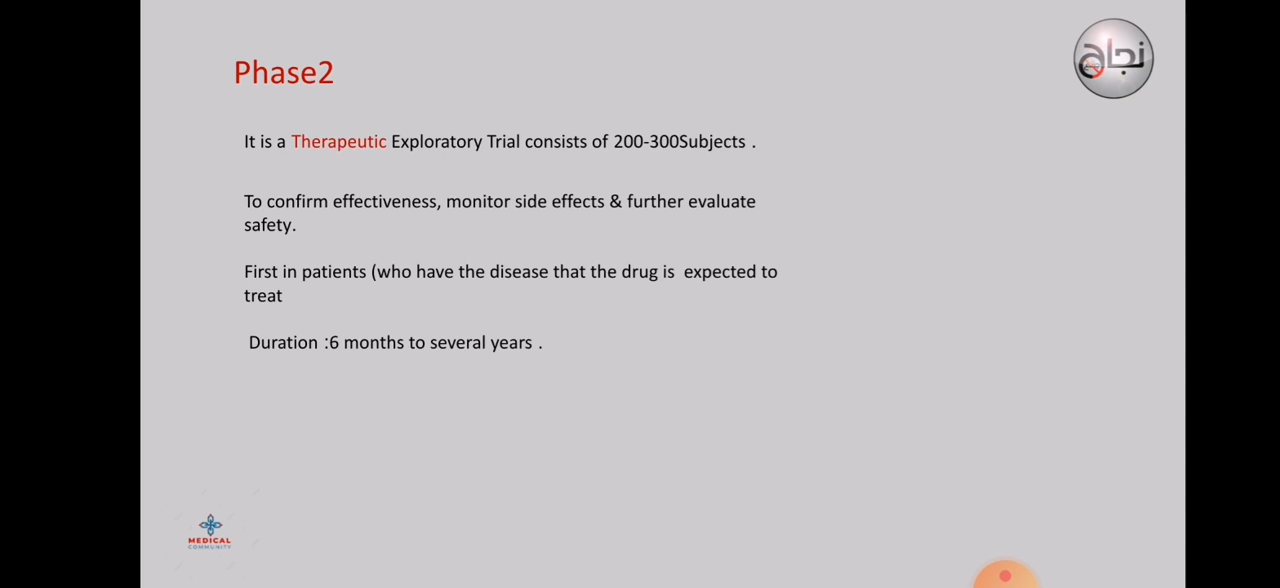 Phase2
نجاح
It is a Therapeutic Exploratory Trial consists of 200-300Subjects .
To confirm effectiveness, monitor side effects & further evaluate
safety.
First in patients (who have the disease that the drug is  expected to
treat
Duration :6 months to several years .
MEDICAL
COMMUNITY